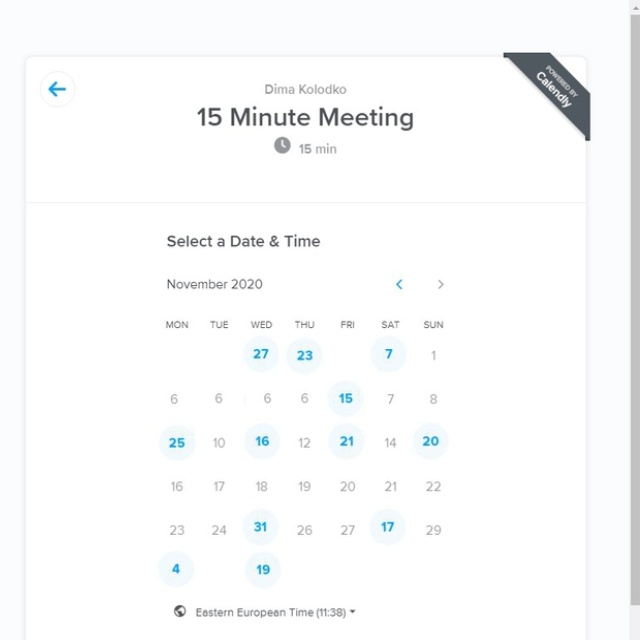 POWERED BY
Calendly
Dima Kolodko
15 Minute Meeting
15 min
Select a Date & Time
November 2020
MON TUE WED THU FRI SAT SUN
27 23 7 1
6 6 6 6 15 7 8
25 10 16 12 21 14 20
16 17 18 19 20 21 22
23 24 31 26 27 17 29
4 19
Eastern European Time (11:38)